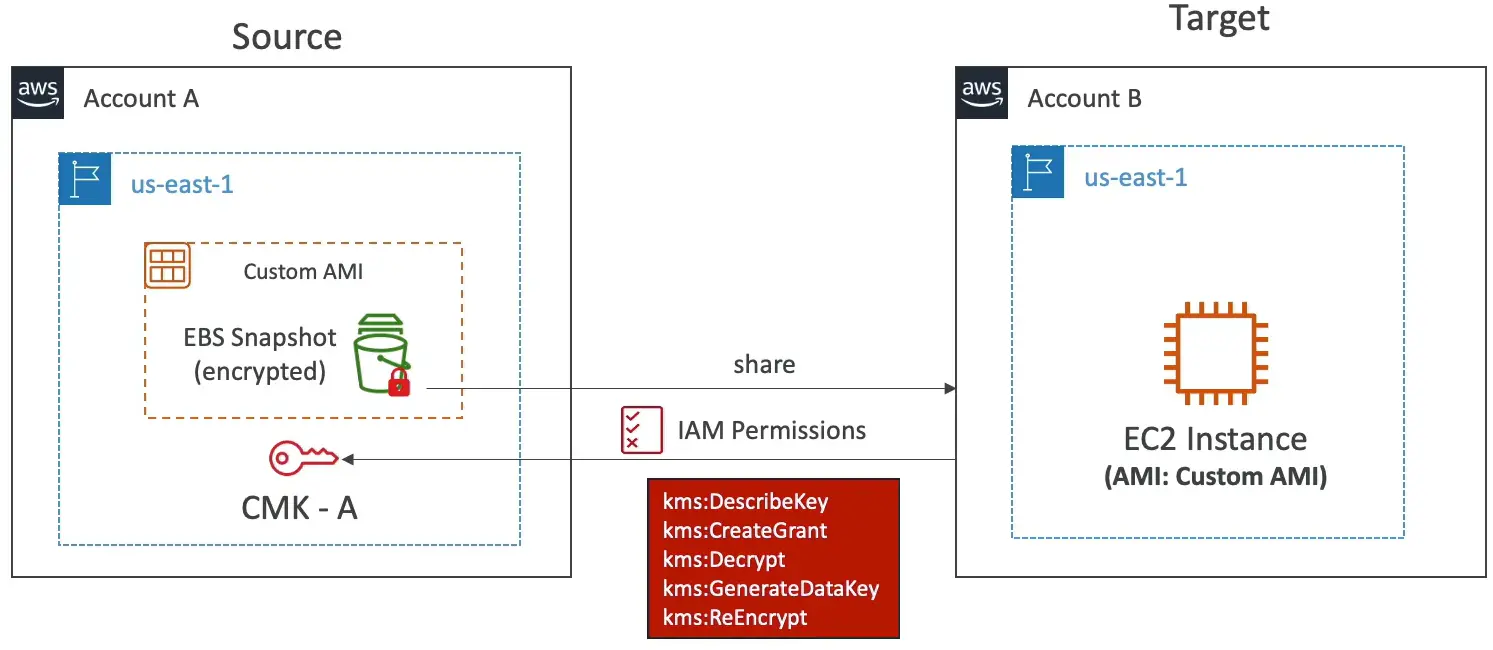 Source
Target
aws
Account A
aws
Account B
us-east-1
us-east-1
Custom AMI
EBS Snapshot
(encrypted)
share
IAM Permissions
CMK - A
EC2 Instance
(AMI: Custom AMI)
kms:DescribeKey
kms:CreateGrant
kms:Decrypt
kms:GenerateDataKey
kms:ReEncrypt